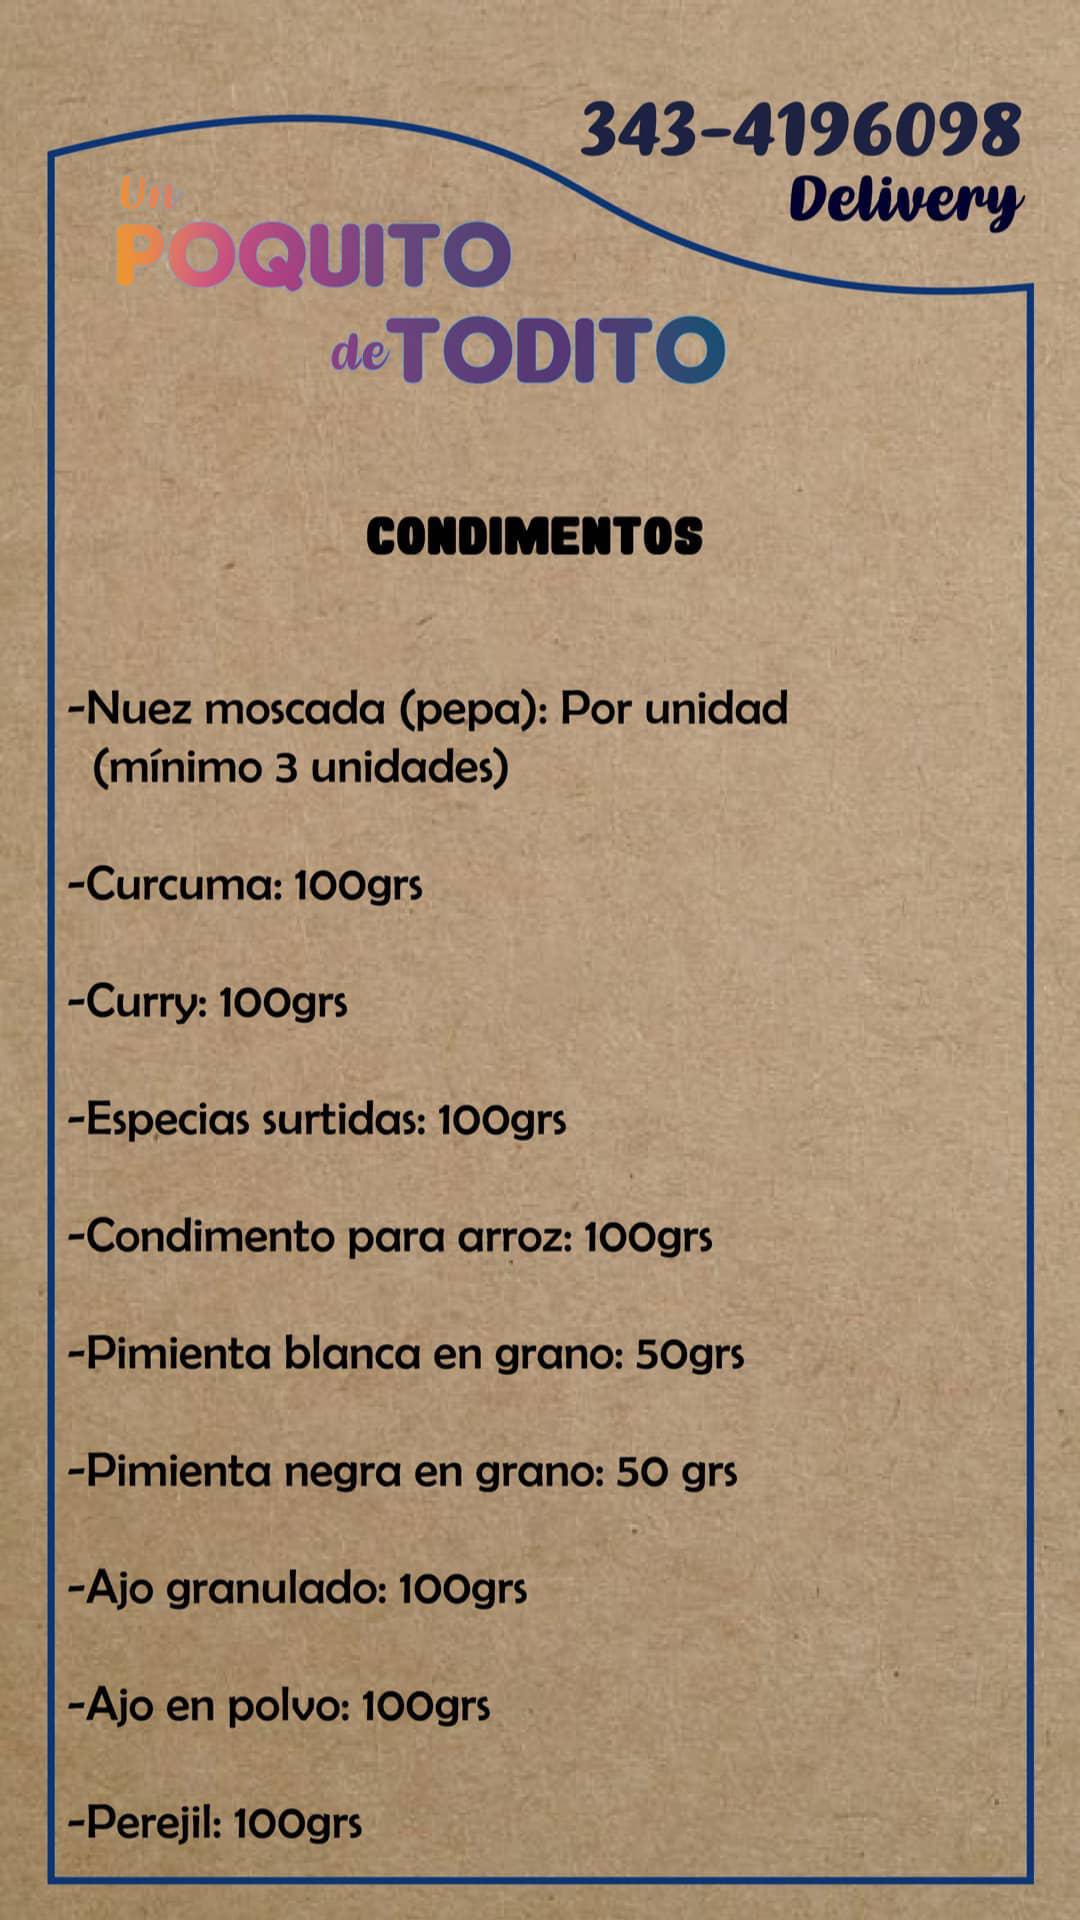 343-4196098
Delivery
Un
POQUITO
de TODITO
CONDIMENTOS
-Nuez moscada (pepa): Por unidad
(mínimo 3 unidades)
-Curcuma: 100grs
-Curry: 100grs
-Especias surtidas: 100grs
-Condimento para arroz: 100grs
-Pimienta blanca en grano: 50grs
-Pimienta negra en grano: 50 grs
-Ajo granulado: 100grs
-Ajo en polvo: 100grs
-Perejil: 100grs